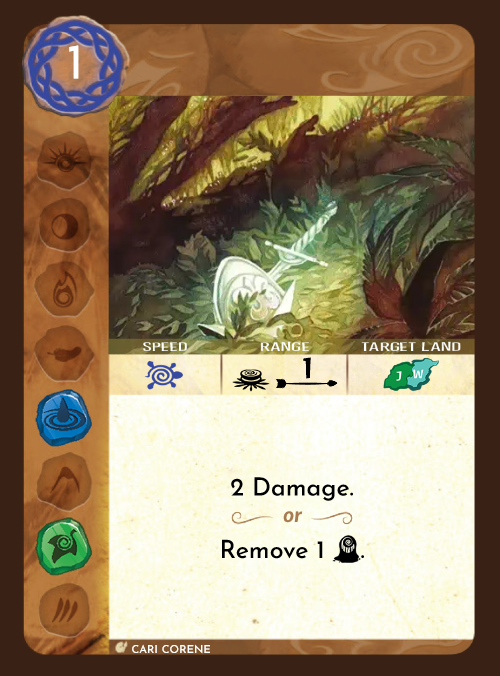 1
SPEED RANGE TARGET LAND
1 J W
2 Damage.
or
Remove 1 .
CARI CORENE